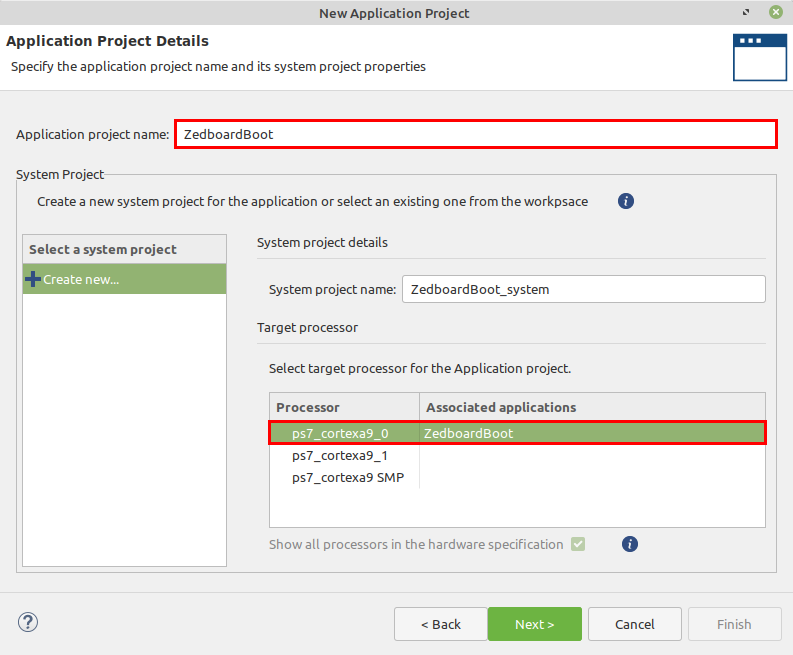 New Application Project
Application Project Details
Specify the application project name and its system project properties
Application project name: ZedboardBoot
System Project
Create a new system project for the application or select an existing one from the workpsace
Select a system project
Create new...
System project details
System project name: ZedboardBoot_system
Target processor
Select target processor for the Application project.
Processor Associated applications
ps7_cortexa9_0 ZedboardBoot
ps7_cortexa9_1
ps7_cortexa9 SMP
Show all processors in the hardware specification
< Back Next > Cancel Finish